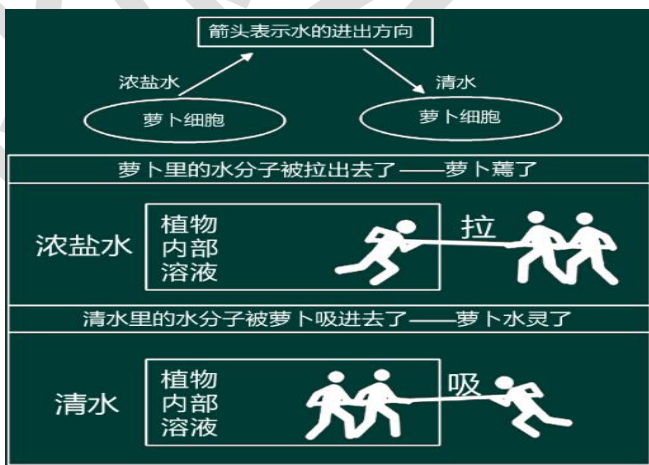 箭头表示水的进出方向
浓盐水
清水
萝卜细胞
萝卜细胞
萝卜里的水分子被拉出去了——萝卜蔫了
浓盐水
植物
内部
溶液
拉
清水里的水分子被萝卜吸进去了——萝卜水灵了
清水
植物
内部
溶液
吸